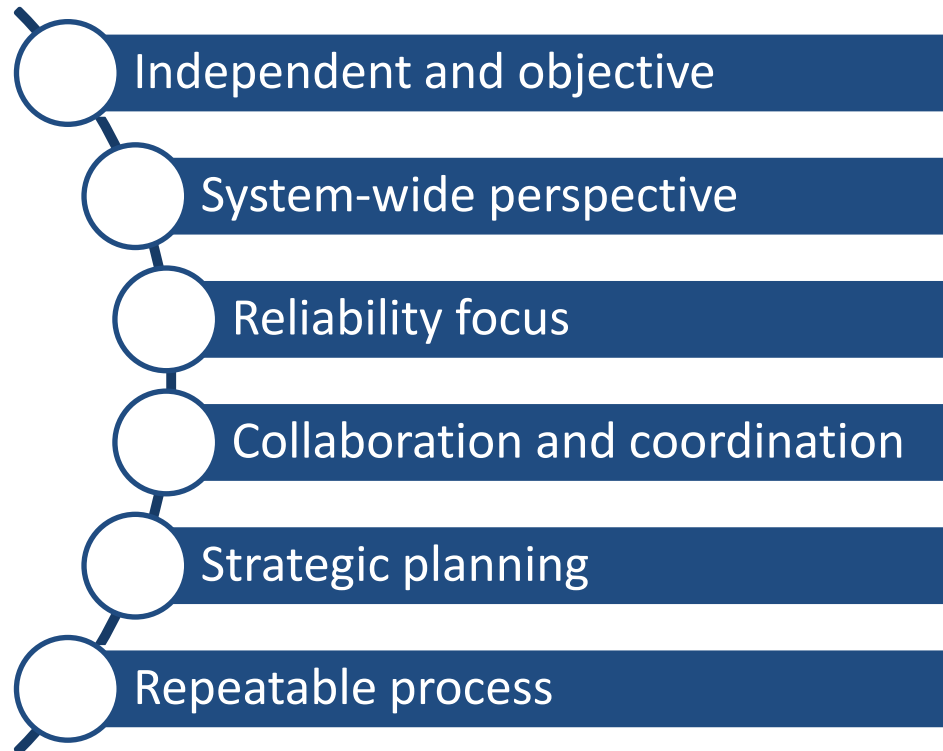 Independent and objective
System-wide perspective
Reliability focus
Collaboration and coordination
Strategic planning
Repeatable process